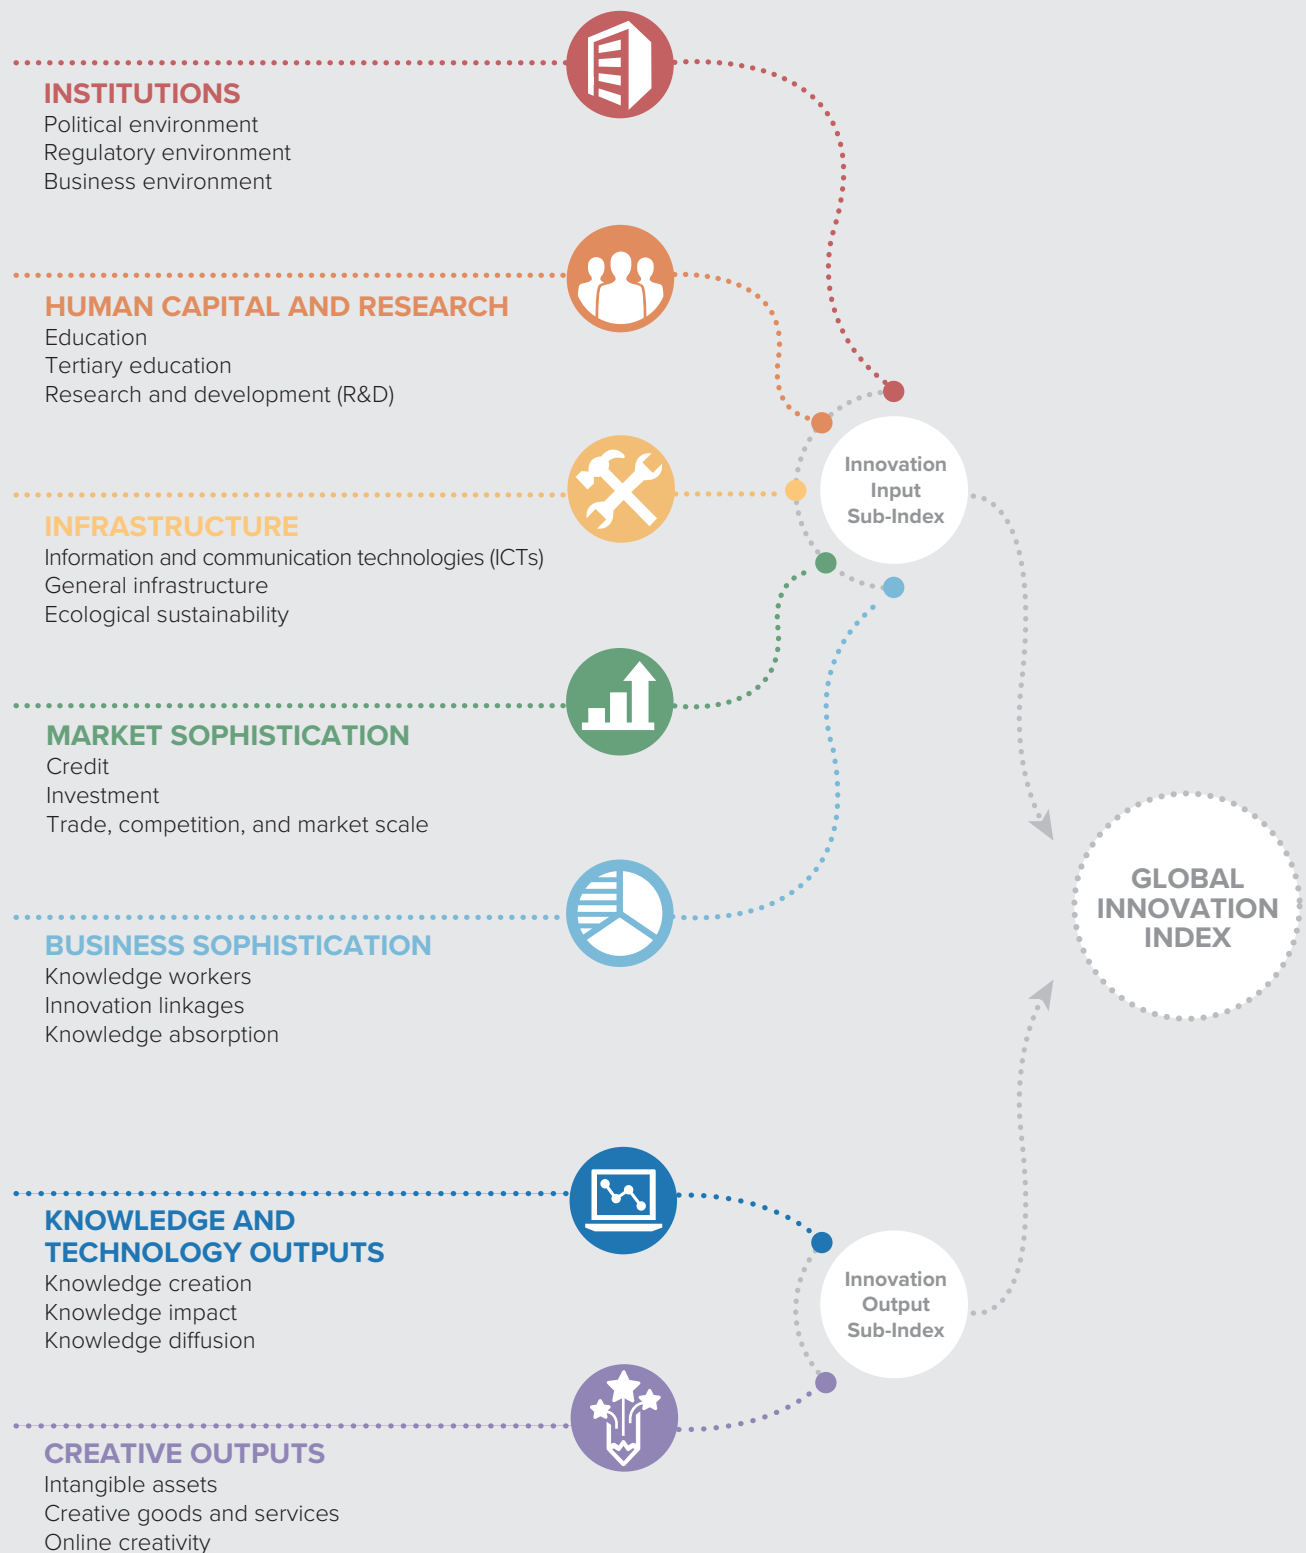 INSTITUTIONS
Political environment
Regulatory environment
Business environment
HUMAN CAPITAL AND RESEARCH
Education
Tertiary education
Research and development (R&D)
INFRASTRUCTURE
Information and communication technologies (ICTs)
General infrastructure
Ecological sustainability
MARKET SOPHISTICATION
Credit
Investment
Trade, competition, and market scale
BUSINESS SOPHISTICATION
Knowledge workers
Innovation linkages
Knowledge absorption
KNOWLEDGE AND
TECHNOLOGY OUTPUTS
Knowledge creation
Knowledge impact
Knowledge diffusion
CREATIVE OUTPUTS
Intangible assets
Creative goods and services
Online creativity
Innovation
Input
Sub-Index
Innovation
Output
Sub-Index
GLOBAL
INNOVATION
INDEX